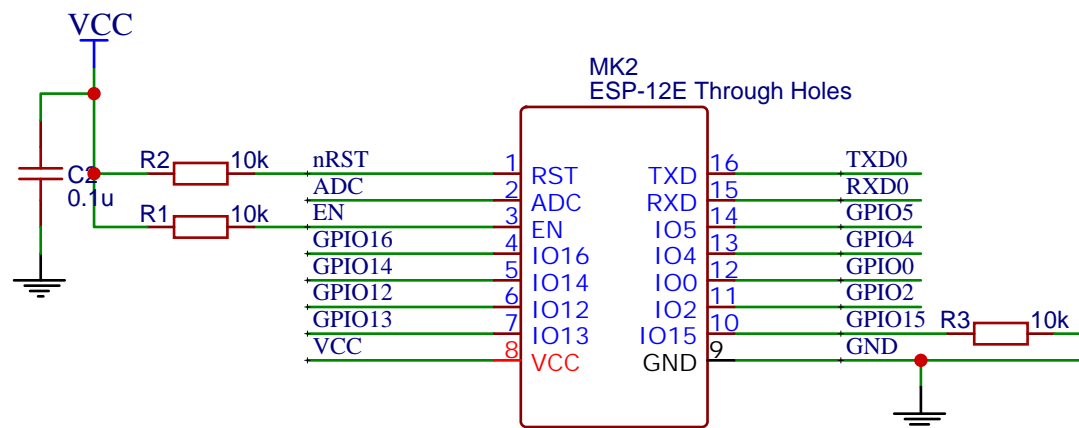 VCC
MK2
ESP-12E Through Holes
C2
0.1u
R2 10k nRST 1 RST TXD 16 TXD0
ADC 2 ADC RXD 15 RXD0
R1 10k EN 3 EN IO5 14 GPIO5
GPIO16 4 IO16 IO4 13 GPIO4
GPIO14 5 IO14 IO0 12 GPIO0
GPIO12 6 IO12 IO2 11 GPIO2
GPIO13 7 IO13 IO15 10 GPIO15 R3 10k
VCC 8 VCC GND 9 GND